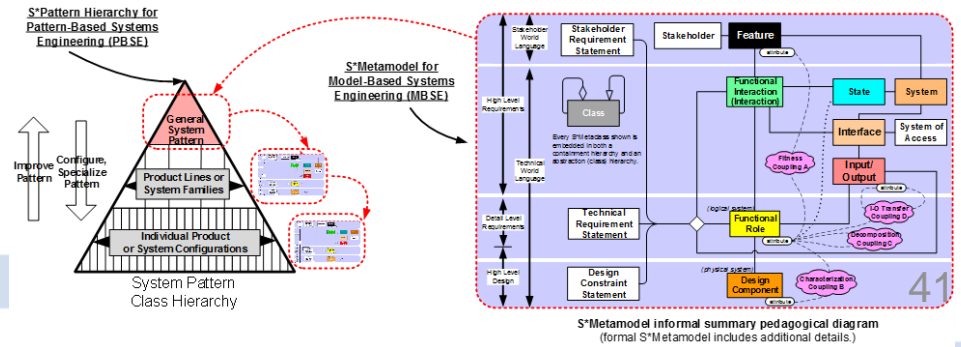 S*Pattern Hierarchy for
Pattern-Based Systems
Engineering (PBSE)
S*Metamodel for
Model-Based Systems
Engineering (MBSE)
General
System
Pattern
Improve
Pattern
Configure,
Specialize
Pattern
Product Lines or
System Families
Individual Product
or System Configurations
System Pattern
Class Hierarchy
Stakeholder
World
Language
High Level
Requirements
Technical
World
Language
Detail Level
Requirements
High Level
Design
Stakeholder
Requirement
Statement
Stakeholder
Feature
attribute
Class
Every S*Metaclass shown is
embedded in both a
containment hierarchy and an
abstraction (class) hierarchy.
Functional
Interaction
(Interaction)
State
System
Interface
System of
Access
Fitness
Coupling A
Input/
Output
attribute
I-O Transfer
Coupling D
Technical
Requirement
Statement
(logical system)
Functional
Role
attribute
Decomposition
Coupling C
Design
Constraint
Statement
(physical system)
Design
Component
attribute
Characterization
Coupling B
41
S*Metamodel informal summary pedagogical diagram
(formal S*Metamodel includes additional details.)